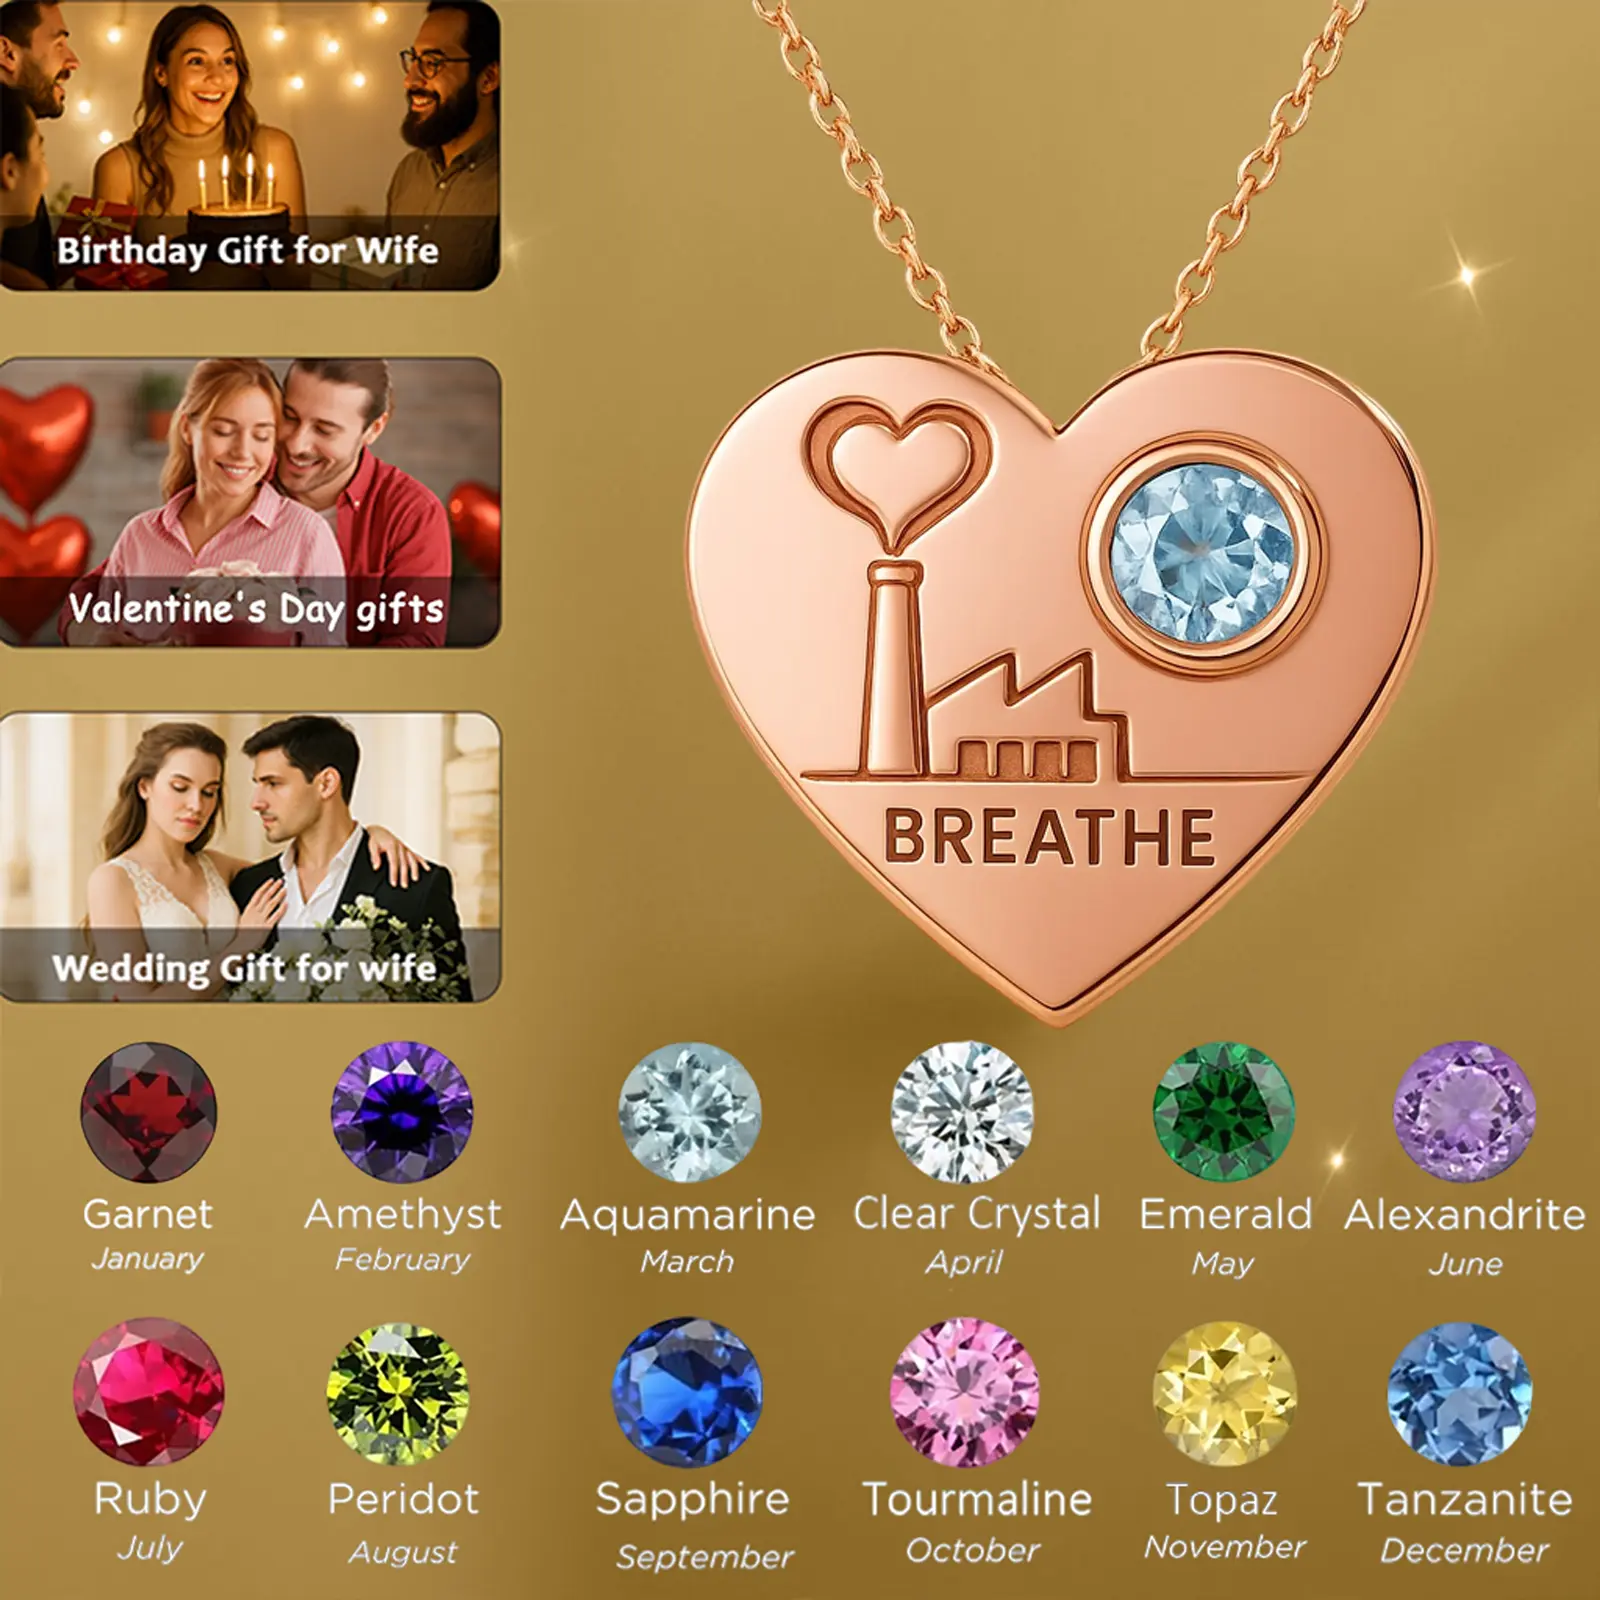 Birthday Gift for Wife
Valentine's Day gifts
Wedding Gift for wife
BREATHE
Garnet
January
Amethyst
February
Aquamarine
March
Clear Crystal
April
Emerald
May
Alexandrite
June
Ruby
July
Peridot
August
Sapphire
September
Tourmaline
October
Topaz
November
Tanzanite
December